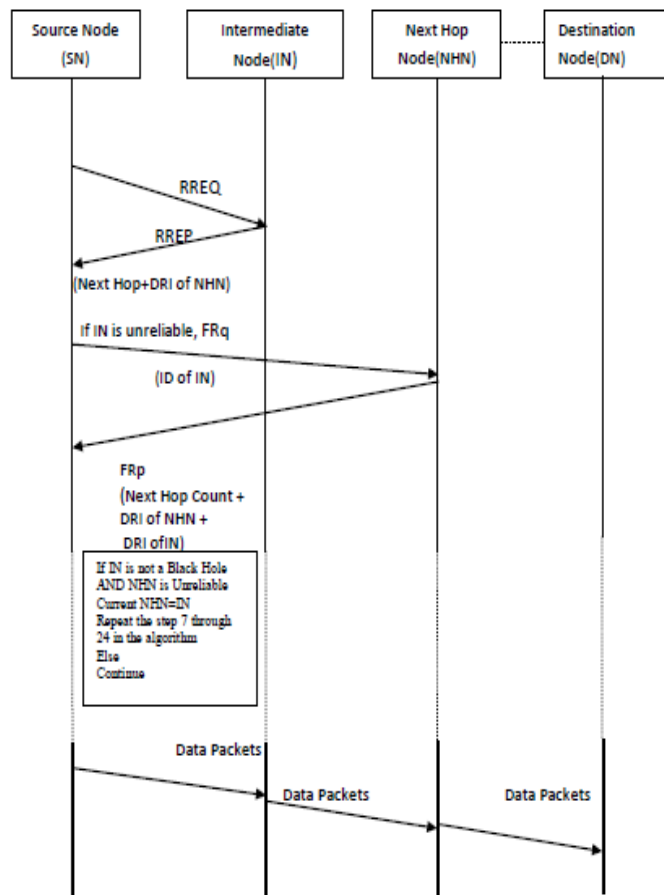 Source Node
(SN)
Intermediate
Node(IN)
Next Hop
Node(NHN)
Destination
Node(DN)
RREQ
RREP
(Next Hop+DRI of NHN)
If IN is unreliable, FRq
(ID of IN)
FRp
(Next Hop Count +
DRI of NHN +
DRI ofIN)
If IN is not a Black Hole
AND NHN is Unreliable
Current NHN=IN
Repeat the step 7 through
24 in the algorithm
Else
Continue
Data Packets
Data Packets
Data Packets